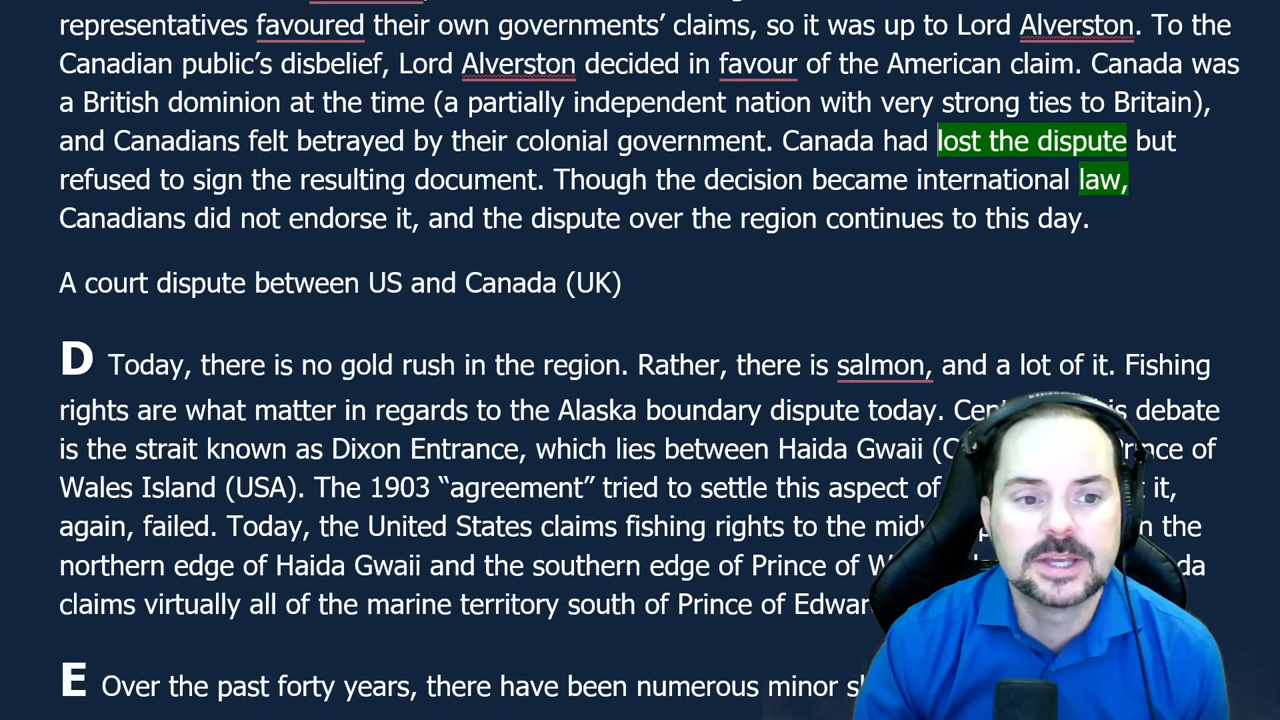 representatives favoured their own governments’ claims, so it was up to Lord Alverston. To the
Canadian public’s disbelief, Lord Alverston decided in favour of the American claim. Canada was
a British dominion at the time (a partially independent nation with very strong ties to Britain),
and Canadians felt betrayed by their colonial government. Canada had lost the dispute but
refused to sign the resulting document. Though the decision became international law,
Canadians did not endorse it, and the dispute over the region continues to this day.
A court dispute between US and Canada (UK)
D Today, there is no gold rush in the region. Rather, there is salmon, and a lot of it. Fishing
rights are what matter in regards to the Alaska boundary dispute today. debate
is the strait known as Dixon Entrance, which lies between Haida Gwaii of
Wales Island (USA). The 1903 “agreement” tried to settle this aspect of it,
again, failed. Today, the United States claims fishing rights to the the
northern edge of Haida Gwaii and the southern edge of Prince of
claims virtually all of the marine territory south of Prince of
E Over the past forty years, there have been numerous minor